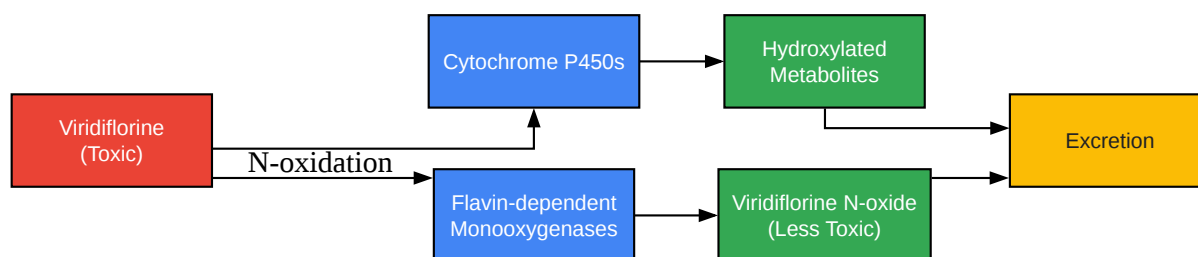 Viridiflorine
(Toxic)
N-oxidation
Cytochrome P450s
Flavin-dependent
Monooxygenases
Hydroxylated
Metabolites
Viridiflorine N-oxide
(Less Toxic)
Excretion